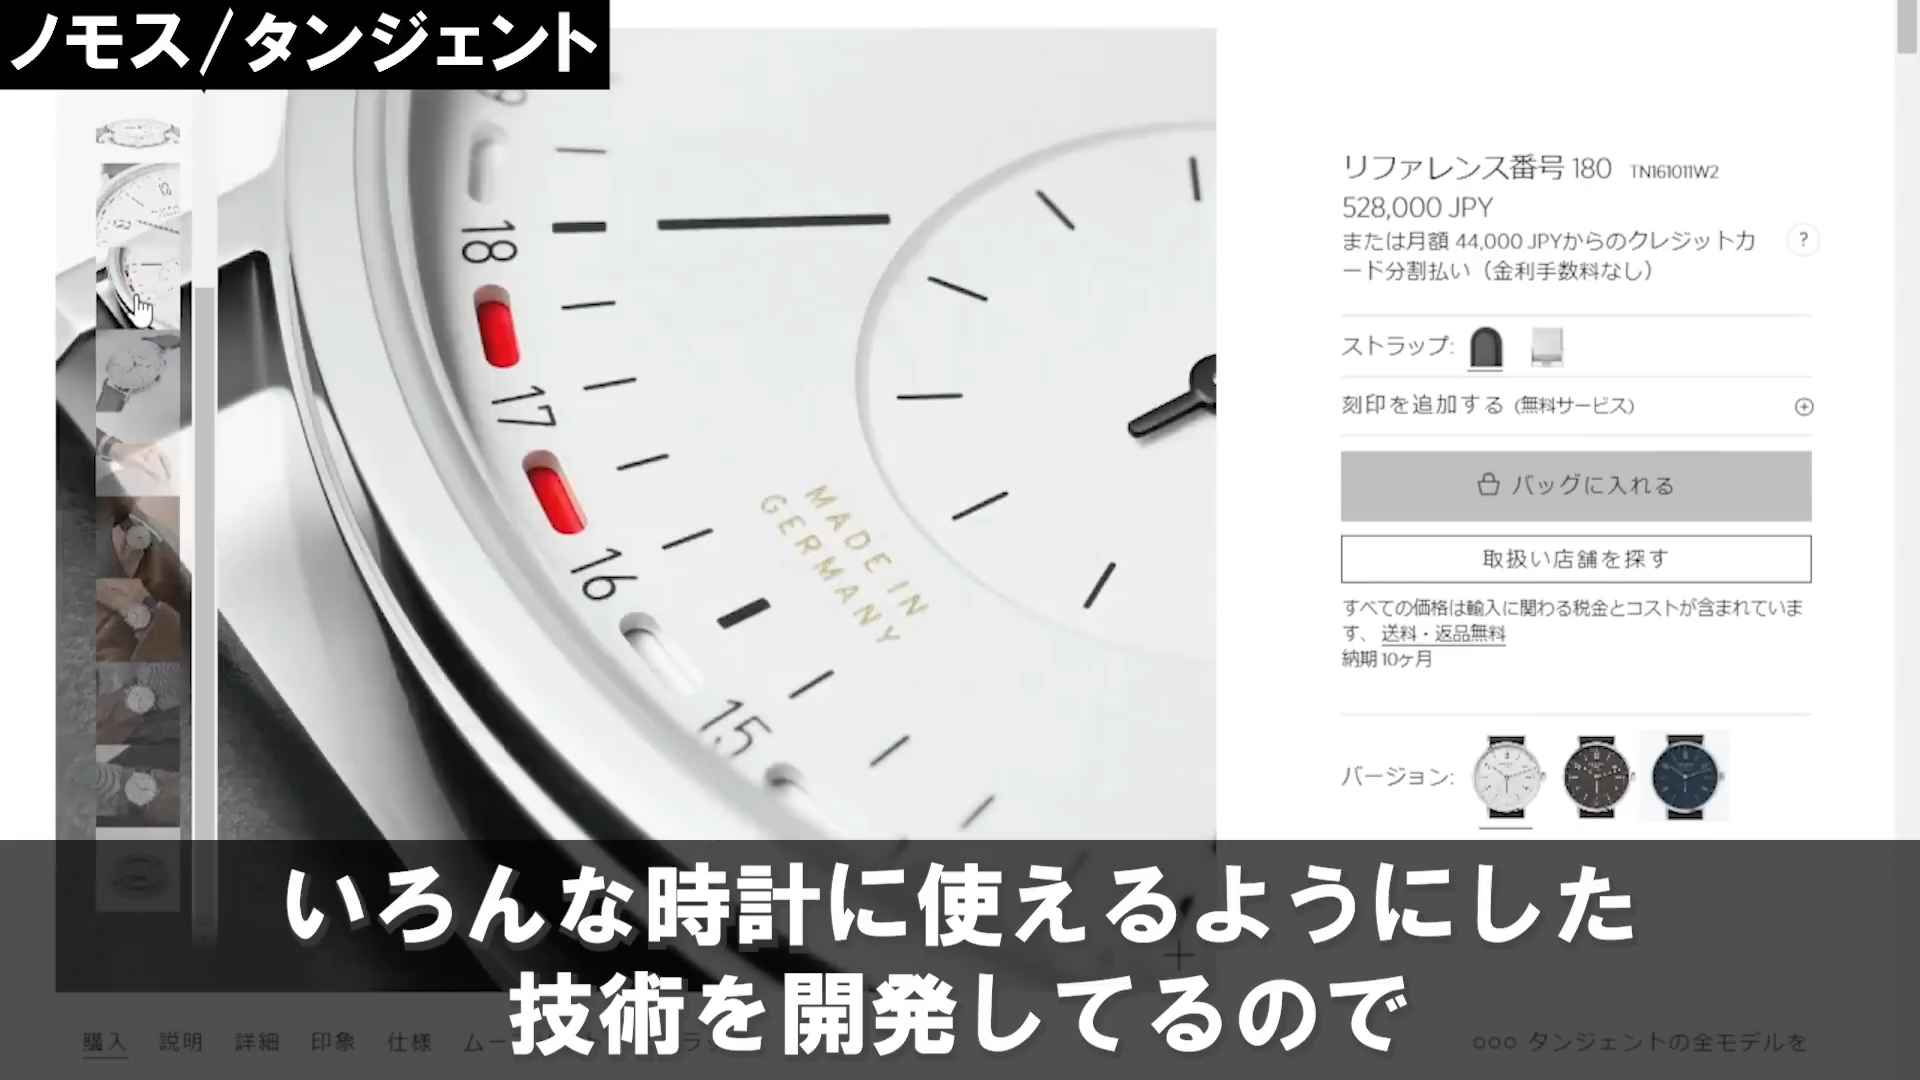 ノモス/タンジェント
18
17
16
15
MADE IN
GERMANY
リファレンス番号 180 TN161011W2
528,000 JPY
または月額 44,000 JPYからのクレジットカ
ード分割払い（金利手数料なし）
?
ストラップ:
刻印を追加する (無料サービス)
バッグに入れる
取扱い店舗を探す
すべての価格は輸入に関わる税金とコストが含まれていま
す、 送料・返品無料
納期 10ヶ月
バージョン:
いろんな時計に使えるようにした
技術を開発してるので
購入 説明 詳細 印象 仕様
タンジェントの全モデルを